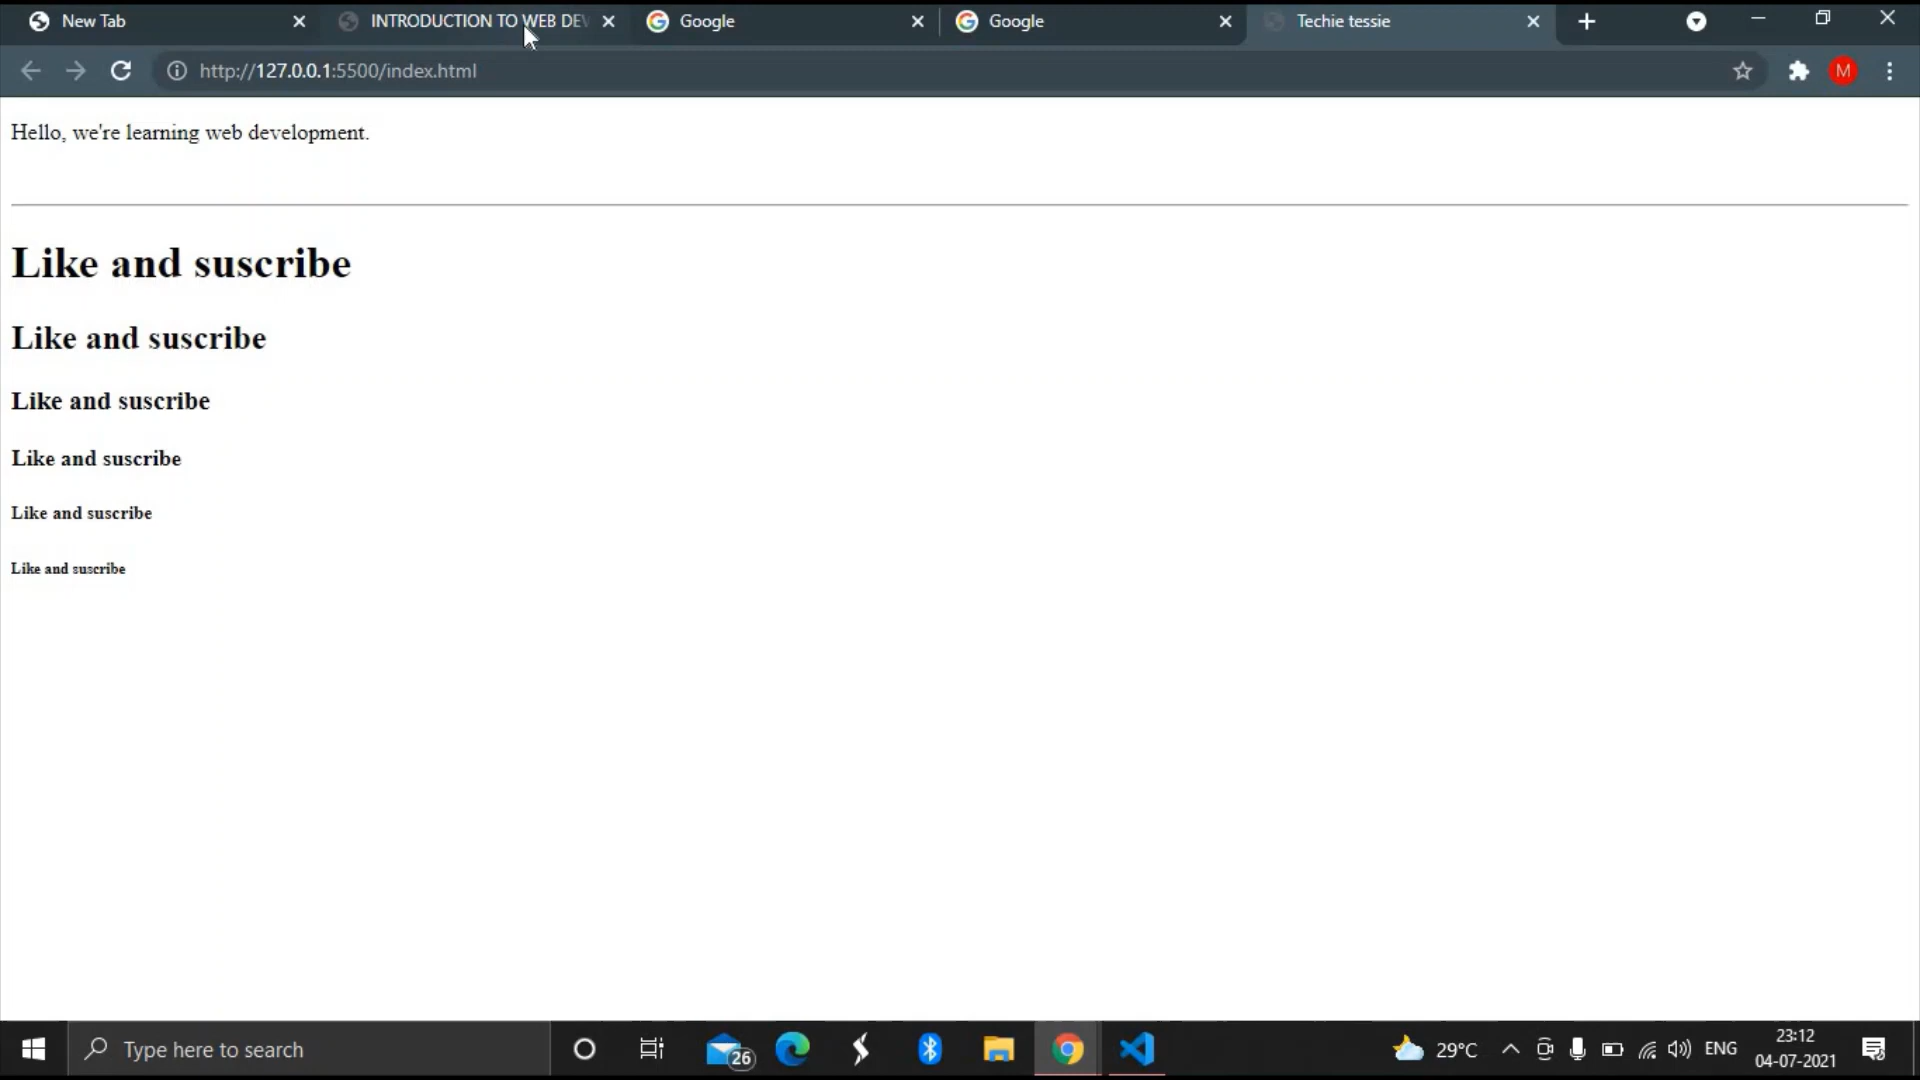 New Tab
INTRODUCTION TO WEB DEV
Google
Google
Techie tessie
http://127.0.0.1:5500/index.html
M
Hello, we're learning web development.
Like and suscribe
Like and suscribe
Like and suscribe
Like and suscribe
Like and suscribe
Like and suscribe
Type here to search
26
29°C
ENG
23:12
04-07-2021